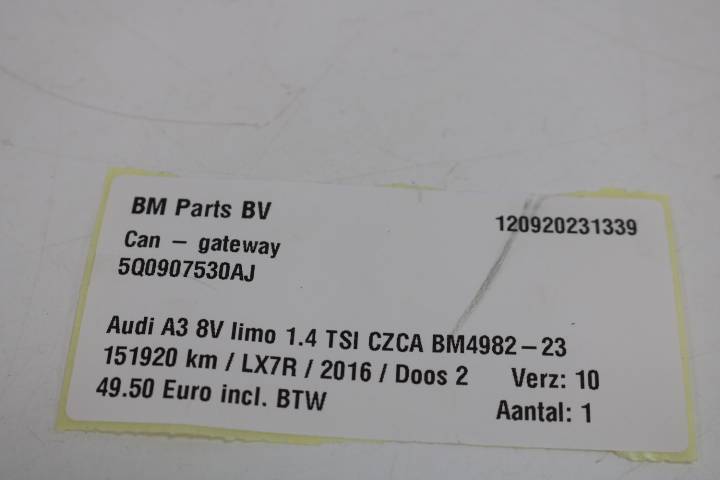 BM Parts BV
120920231339
Can – gateway
5Q0907530AJ
Audi A3 8V limo 1.4 TSI CZCA BM4982–23
151920 km / LX7R / 2016 / Doos 2 Verz: 10
49.50 Euro incl. BTW Aantal: 1